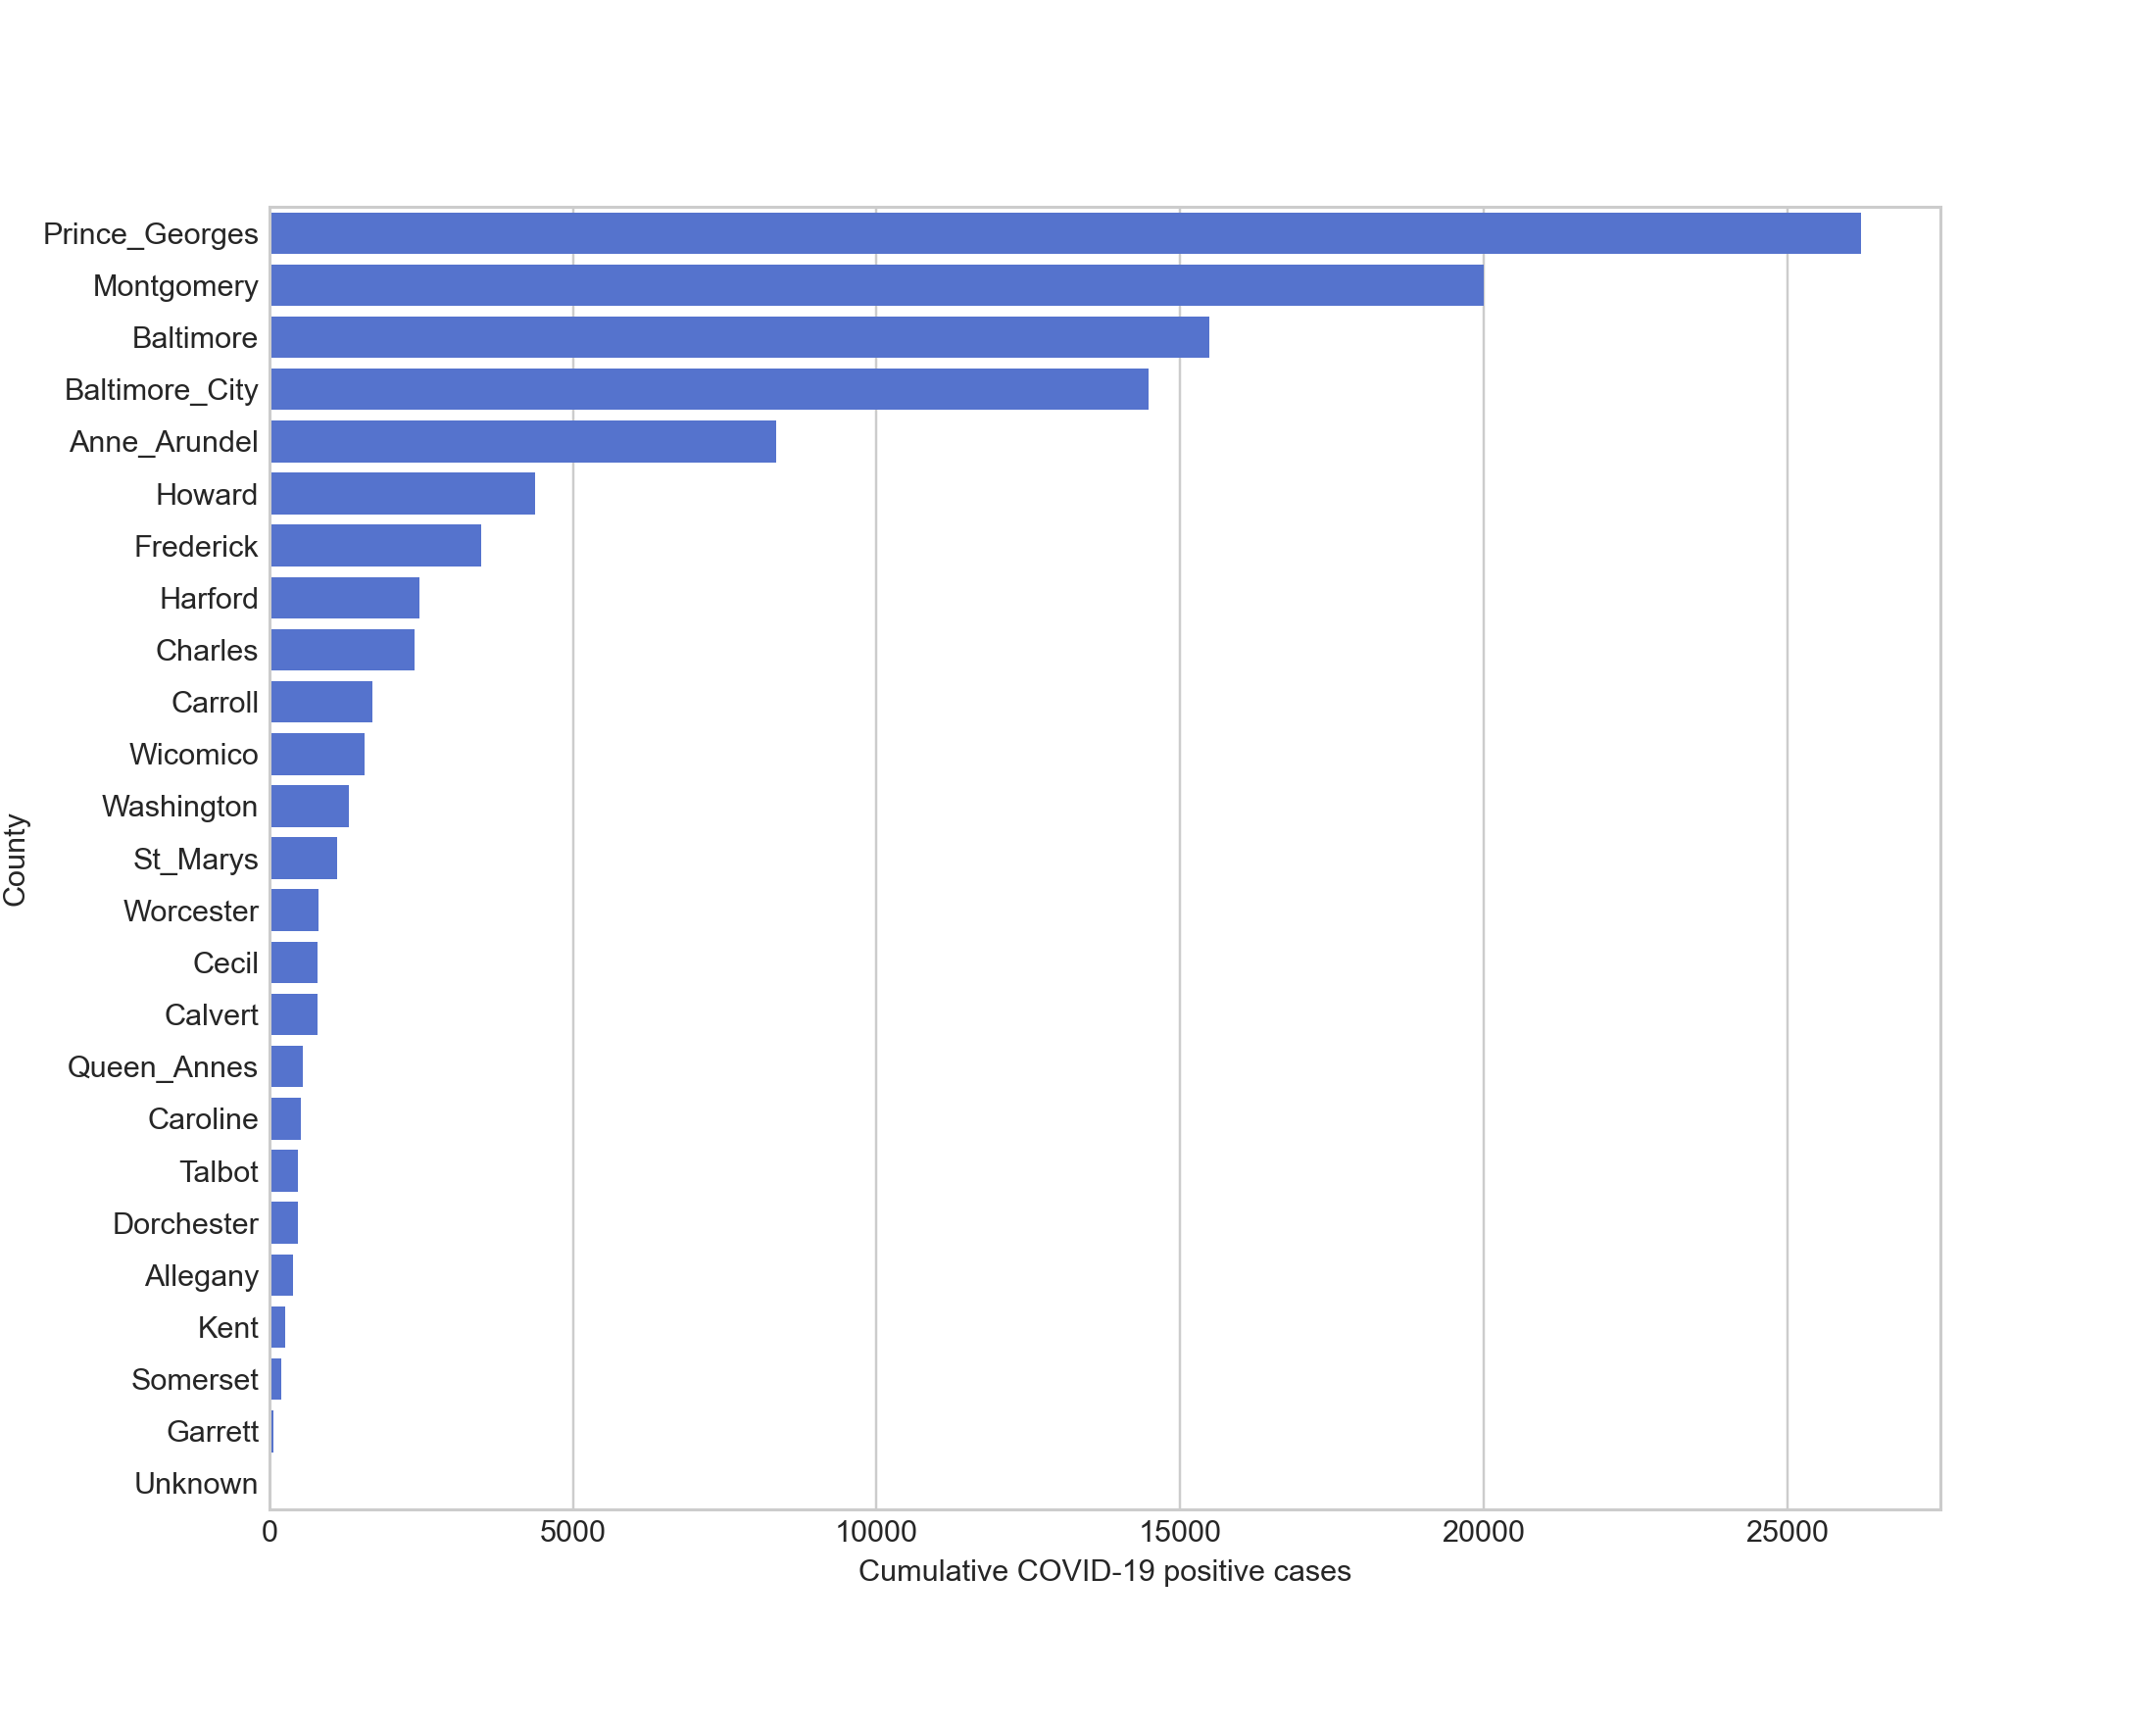 Prince_Georges
Montgomery
Baltimore
Baltimore_City
Anne_Arundel
Howard
Frederick
Harford
Charles
Carroll
Wicomico
Washington
St_Marys
Worcester
Cecil
Calvert
Queen_Annes
Caroline
Talbot
Dorchester
Allegany
Kent
Somerset
Garrett
Unknown
County
0 5000 10000 15000 20000 25000
Cumulative COVID-19 positive cases